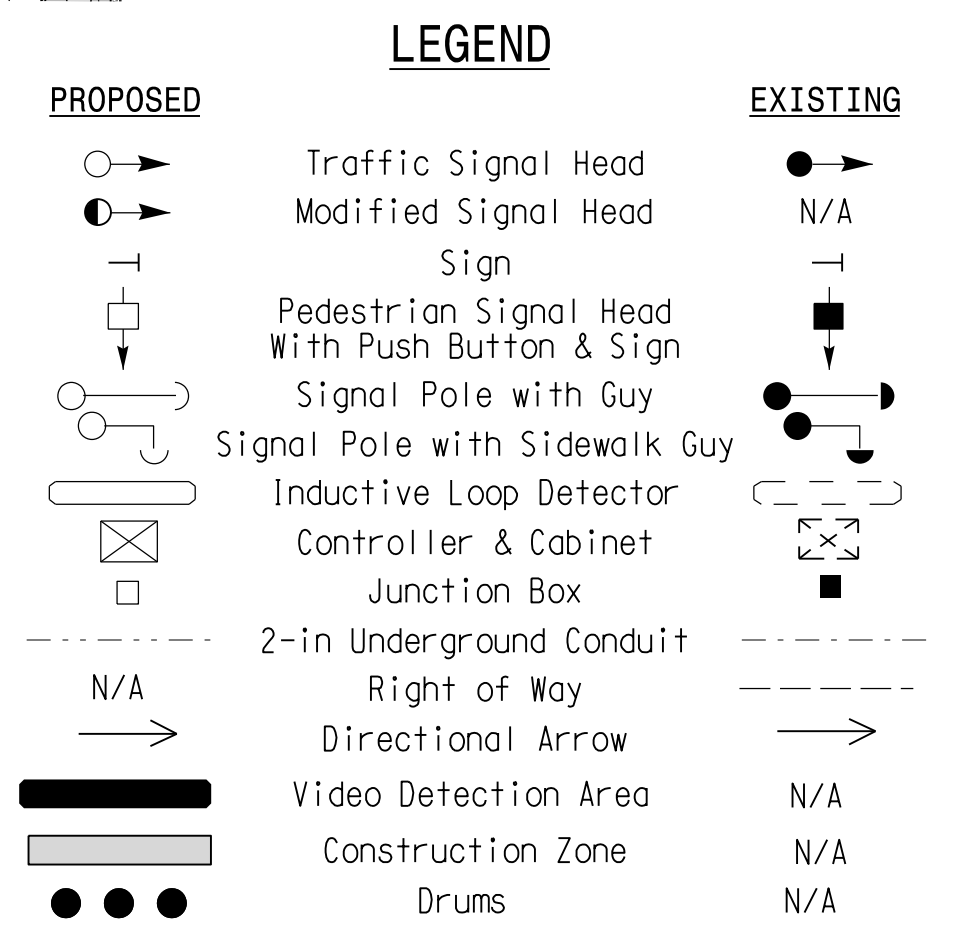 LEGEND
PROPOSED EXISTING
Traffic Signal Head
Modified Signal Head N/A
Sign
Pedestrian Signal Head
With Push Button & Sign
Signal Pole with Guy
Signal Pole with Sidewalk Guy
Inductive Loop Detector
Controller & Cabinet
Junction Box
2-in Underground Conduit
N/A Right of Way
Directional Arrow
Video Detection Area N/A
Construction Zone N/A
Drums N/A